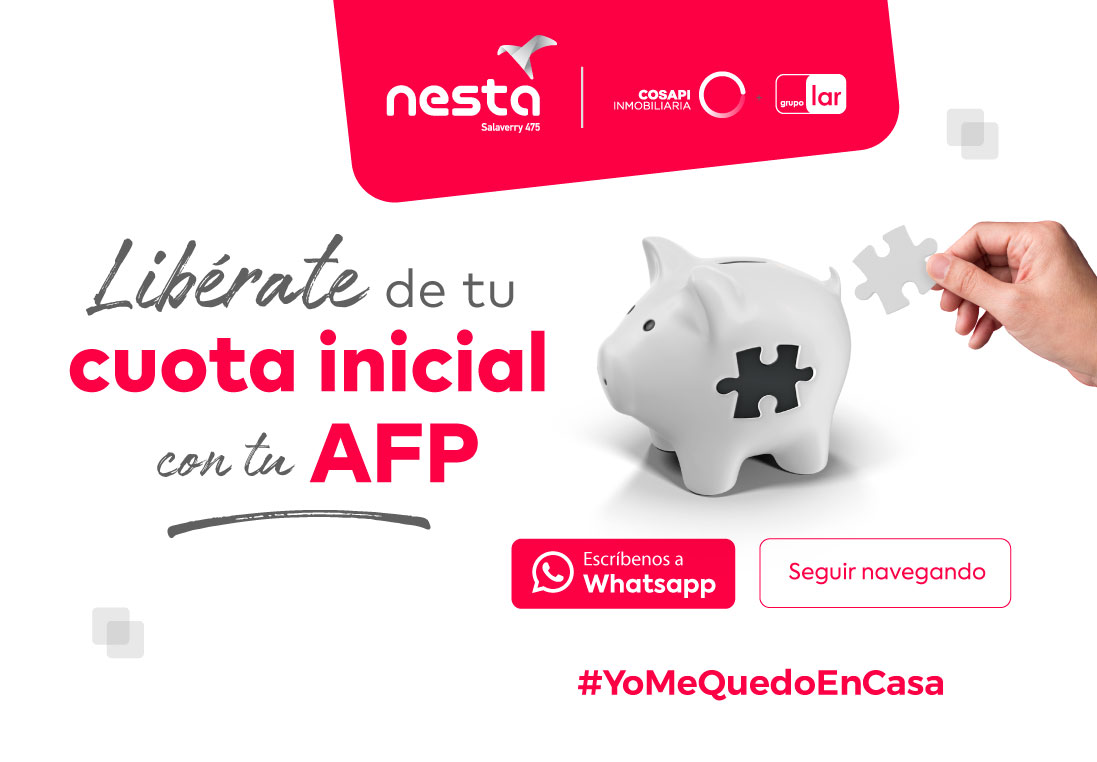 nesta
Salaverry 475
COSAPI
INMOBILIARIA
grupo lar
Libérate de tu
cuota inicial
con tu AFP
Escríbenos a
Whatsapp
Seguir navegando
#YoMeQuedoEnCasa